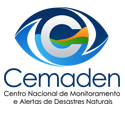 Cemaden
Centro Nacional de Monitoramento
e Alertas de Desastres Naturais